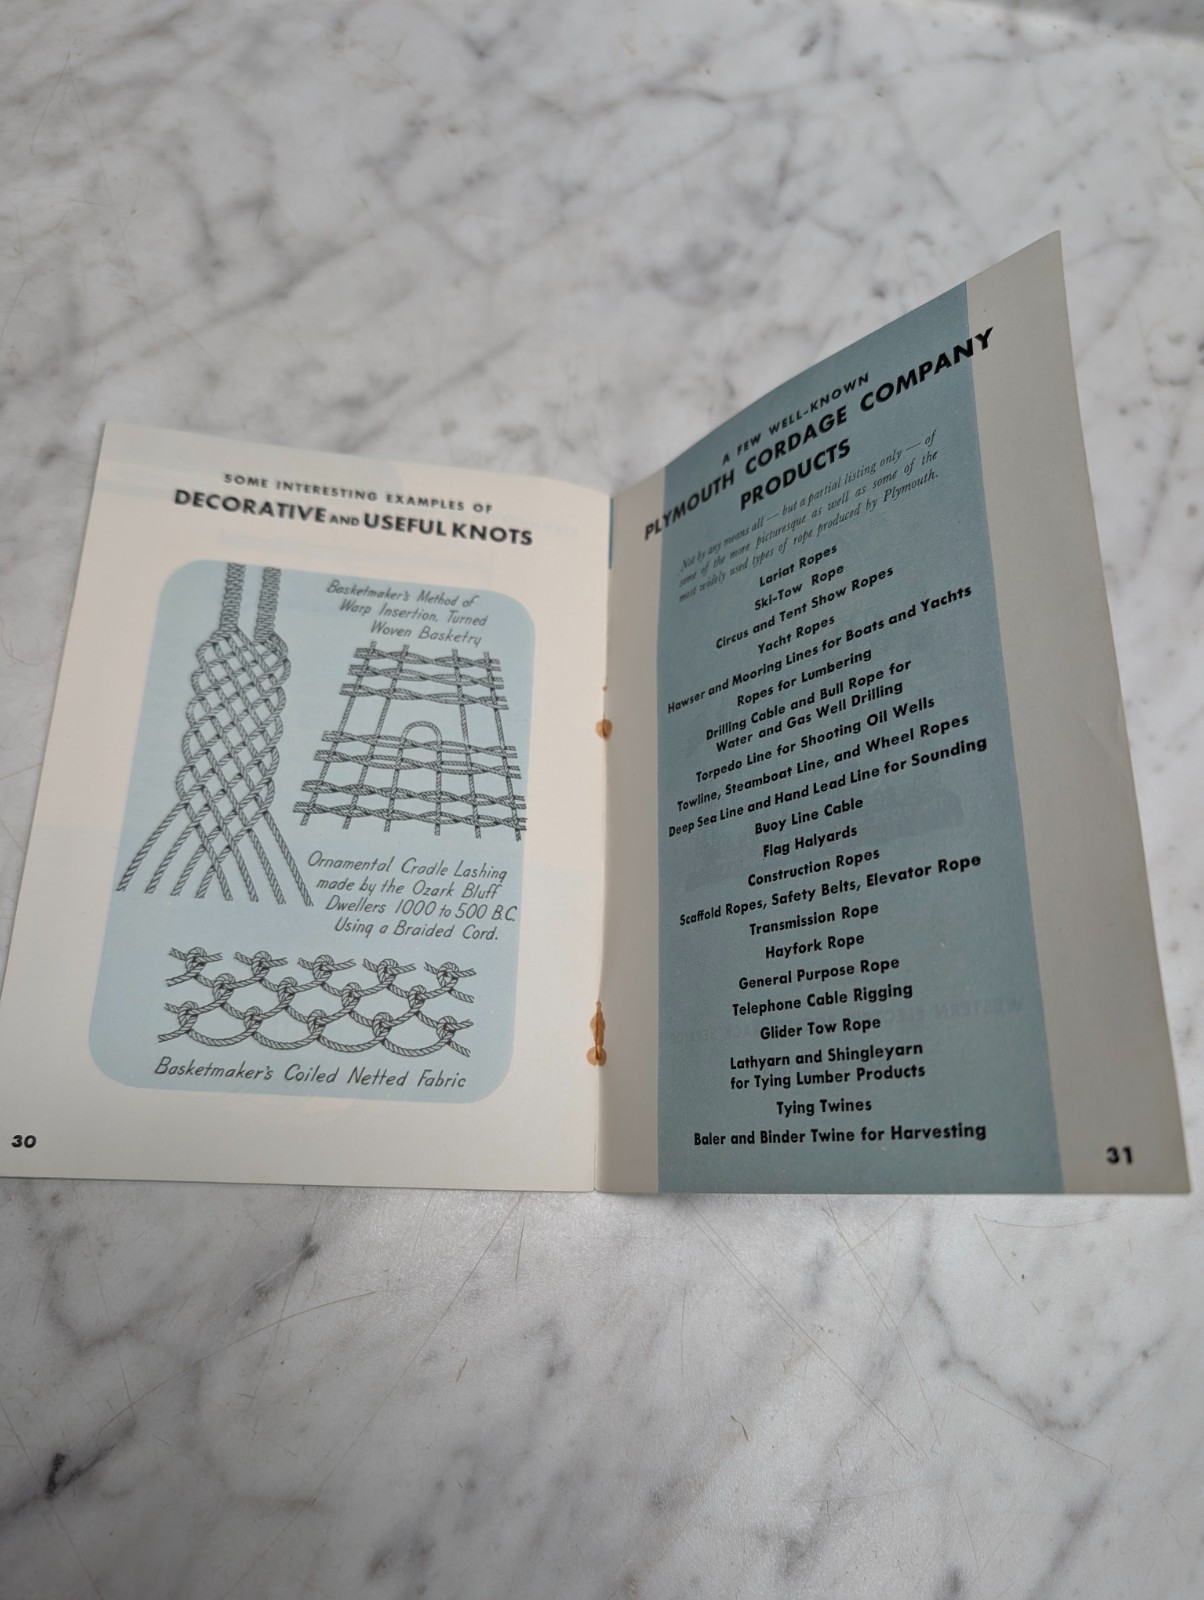 SOME INTERESTING EXAMPLES OF
DECORATIVE AND USEFUL KNOTS
Basketmaker's Method of
Warp Insertion, Turned
Woven Basketry
Ornamental Cradle Lashing
made by the Ozark Bluff
Dwellers 1000 to 500 B.C.
Using a Braided Cord.
Basketmaker's Coiled Netted Fabric
30
A FEW WELL-KNOWN
PLYMOUTH CORDAGE COMPANY
PRODUCTS
Not by any means all — but a partial listing only — of
some of the more picturesque as well as some of the
most widely used types of rope produced by Plymouth.
Lariat Ropes
Ski-Tow Rope
Circus and Tent Show Ropes
Yacht Ropes
Hawser and Mooring Lines for Boats and Yachts
Ropes for Lumbering
Drilling Cable and Bull Rope for
Water and Gas Well Drilling
Torpedo Line for Shooting Oil Wells
Towline, Steamboat Line, and Wheel Ropes
Deep Sea Line and Hand Lead Line for Sounding
Buoy Line Cable
Flag Halyards
Construction Ropes
Scaffold Ropes, Safety Belts, Elevator Rope
Transmission Rope
Hayfork Rope
General Purpose Rope
Telephone Cable Rigging
Glider Tow Rope
Lathyarn and Shingleyarn
for Tying Lumber Products
Tying Twines
Baler and Binder Twine for Harvesting
31